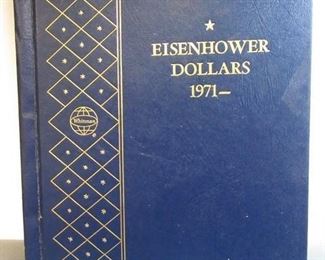 EISENHOWER
DOLLARS
1971—
Whitman
®